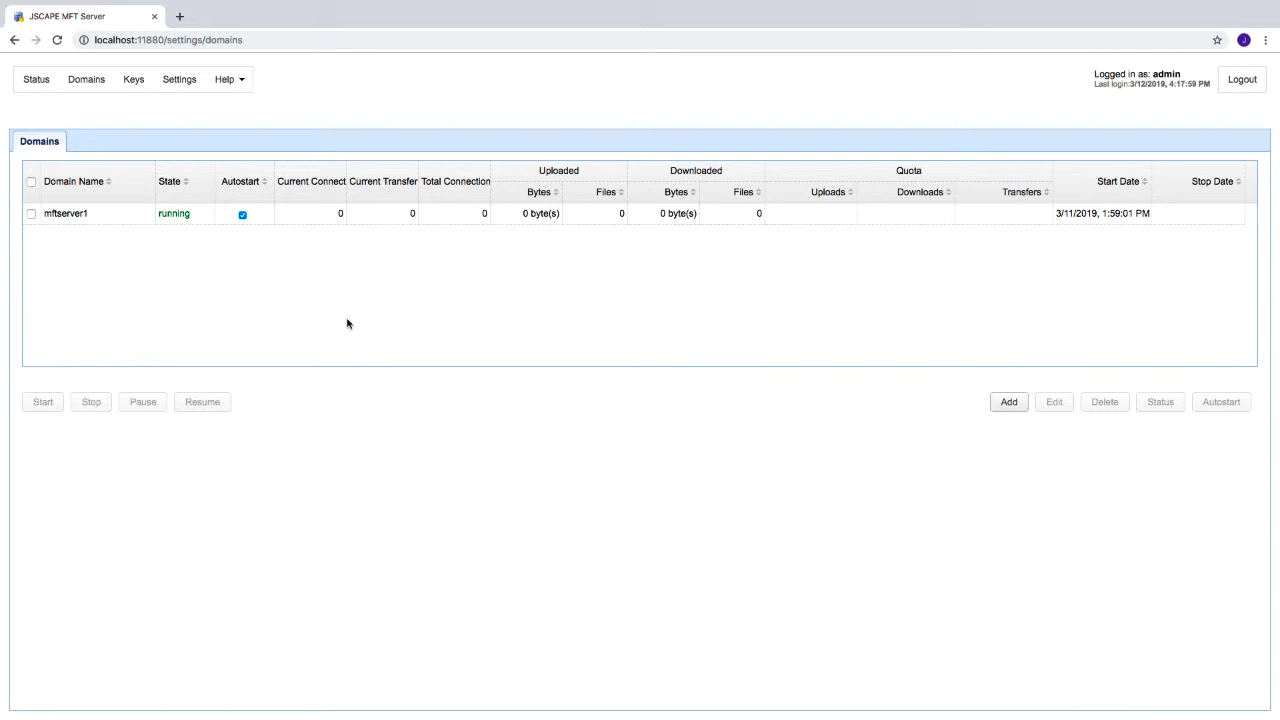 JSCAPE MFT Server
localhost:11880/settings/domains
J
Status Domains Keys Settings Help
Logged in as: admin
Last login:3/12/2019, 4:17:59 PM
Logout
Domains
Domain Name State Autostart Current Connect Current Transfer Total Connection Uploaded Downloaded Quota Start Date Stop Date
Bytes Files Bytes Files Uploads Downloads Transfers
mftserver1 running 0 0 0 0 byte(s) 0 0 byte(s) 0 3/11/2019, 1:59:01 PM
Start Stop Pause Resume Add Edit Delete Status Autostart